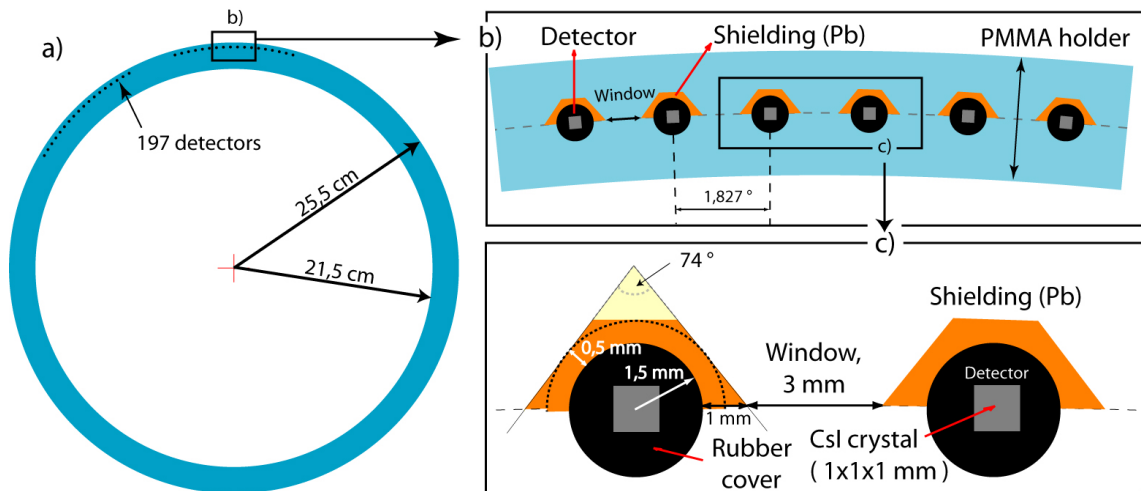 a)
b)
197 detectors
25,5 cm
21,5 cm
b)
Detector
Shielding (Pb)
PMMA holder
Window
c)
1,827 °
c)
74 °
Shielding (Pb)
0,5 mm
1,5 mm
Window,
3 mm
Detector
1 mm
Rubber
cover
CsI crystal
( 1x1x1 mm )